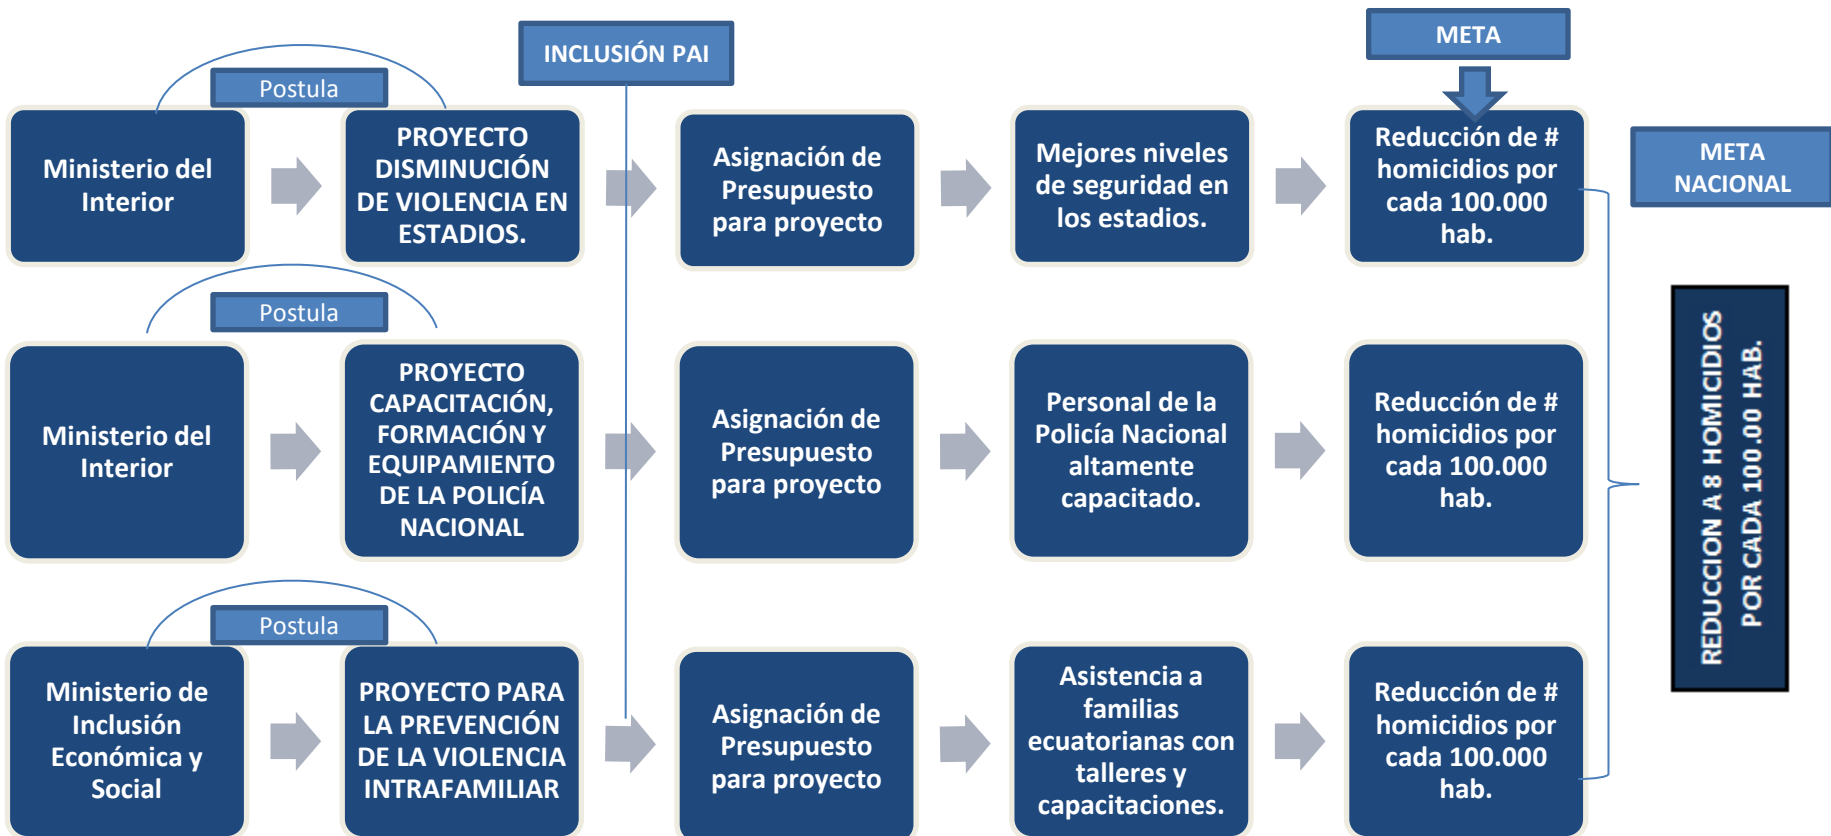 INCLUSIÓN PAI
META
Postula
Ministerio del
Interior
PROYECTO
DISMINUCIÓN
DE VIOLENCIA EN
ESTADIOS.
Asignación de
Presupuesto
para proyecto
Mejores niveles
de seguridad en
los estadios.
Reducción de #
homicidios por
cada 100.000
hab.
META
NACIONAL
Postula
Ministerio del
Interior
PROYECTO
CAPACITACIÓN,
FORMACIÓN Y
EQUIPAMIENTO
DE LA POLICÍA
NACIONAL
Asignación de
Presupuesto
para proyecto
Personal de la
Policía Nacional
altamente
capacitado.
Reducción de #
homicidios por
cada 100.000
hab.
REDUCCION A 8 HOMICIDIOS
POR CADA 100.00 HAB.
Postula
Ministerio de
Inclusión
Económica y
Social
PROYECTO PARA
LA PREVENCIÓN
DE LA VIOLENCIA
INTRAFAMILIAR
Asignación de
Presupuesto
para proyecto
Asistencia a
familias
ecuatorianas con
talleres y
capacitaciones.
Reducción de #
homicidios por
cada 100.000
hab.